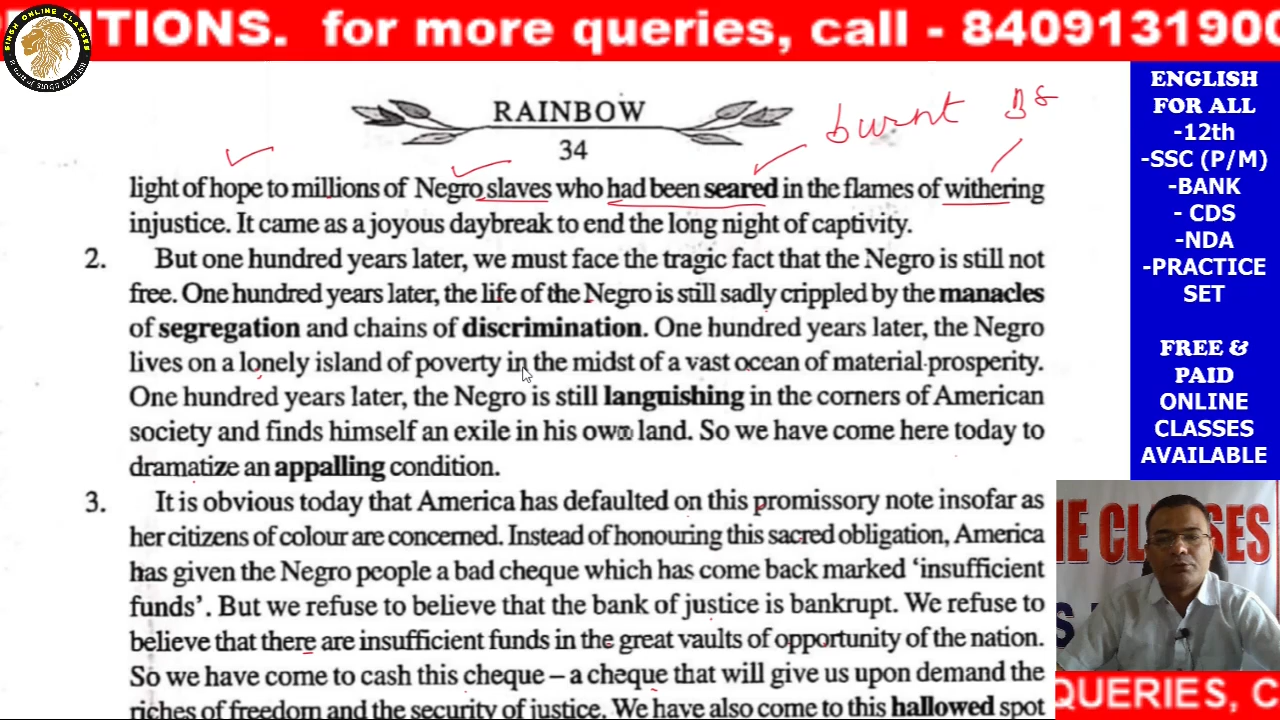 TIONS. for more queries, call - 8409131900
SINGH ONLINE CLASSES
RAINBOW
34
burnt
light of hope to millions of Negro slaves who had been seared in the flames of withering
injustice. It came as a joyous daybreak to end the long night of captivity.
2. But one hundred years later, we must face the tragic fact that the Negro is still not
free. One hundred years later, the life of the Negro is still sadly crippled by the manacles
of segregation and chains of discrimination. One hundred years later, the Negro
lives on a lonely island of poverty in the midst of a vast ocean of material prosperity.
One hundred years later, the Negro is still languishing in the corners of American
society and finds himself an exile in his own land. So we have come here today to
dramatize an appalling condition.
3. It is obvious today that America has defaulted on this promissory note insofar as
her citizens of colour are concerned. Instead of honouring this sacred obligation, America
has given the Negro people a bad cheque which has come back marked ‘insufficient
funds’. But we refuse to believe that the bank of justice is bankrupt. We refuse to
believe that there are insufficient funds in the great vaults of opportunity of the nation.
So we have come to cash this cheque – a cheque that will give us upon demand the
riches of freedom and the security of justice. We have also come to this hallowed spot
ENGLISH
FOR ALL
-12th
-SSC (P/M)
-BANK
- CDS
-NDA
-PRACTICE
SET
FREE &
PAID
ONLINE
CLASSES
AVAILABLE
QUERIES, C